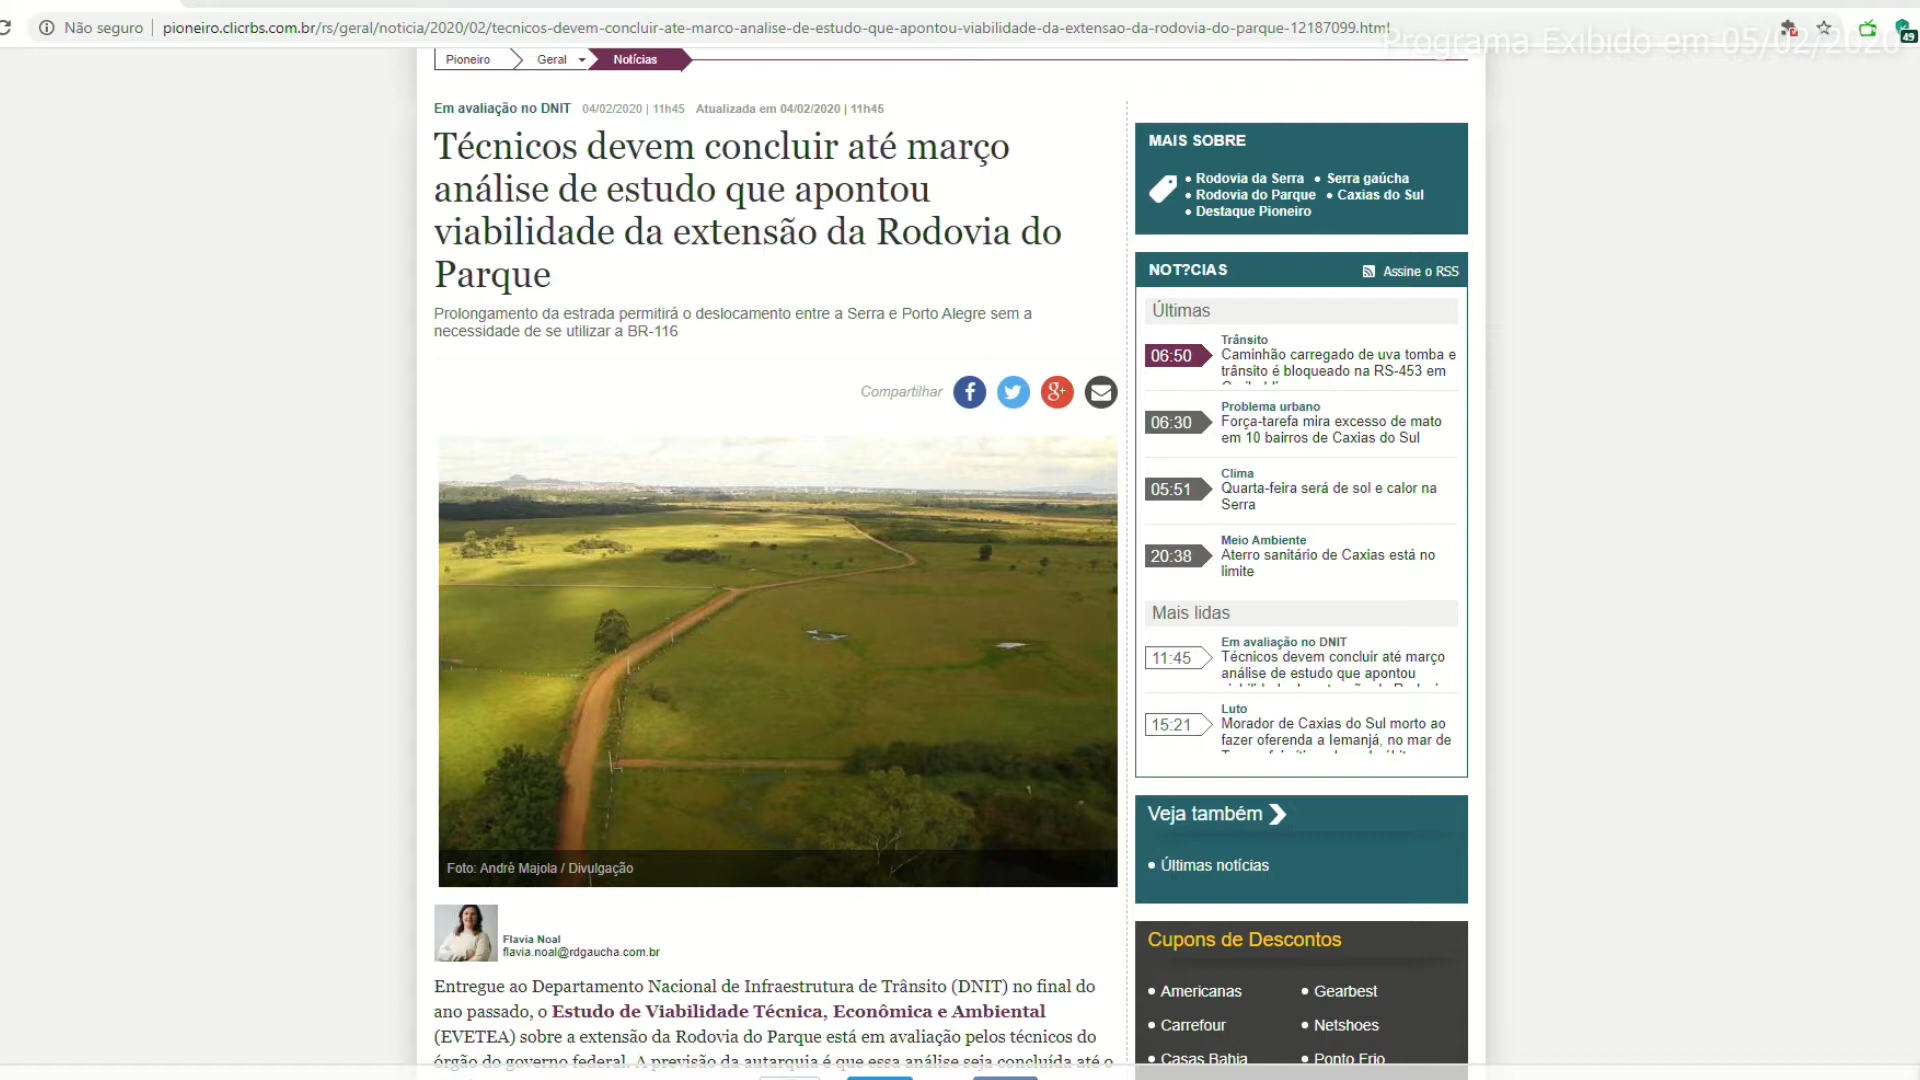 Não seguro
pioneiro.clicrbs.com.br/rs/geral/noticia/2020/02/tecnicos-devem-concluir-ate-marco-analise-de-estudo-que-apontou-viabilidade-da-extensao-da-rodovia-do-parque-12187099.html
49
Programa Exibido em 05/02/2020
Pioneiro
Geral
Notícias
Em avaliação no DNIT 04/02/2020 | 11h45 Atualizada em 04/02/2020 | 11h45
Técnicos devem concluir até março
análise de estudo que apontou
viabilidade da extensão da Rodovia do
Parque
Prolongamento da estrada permitirá o deslocamento entre a Serra e Porto Alegre sem a
necessidade de se utilizar a BR-116
Compartilhar
Foto: André Majola / Divulgação
Flavia Noal
flavia.noal@rdgaucha.com.br
Entregue ao Departamento Nacional de Infraestrutura de Trânsito (DNIT) no final do
ano passado, o Estudo de Viabilidade Técnica, Econômica e Ambiental
(EVETEA) sobre a extensão da Rodovia do Parque está em avaliação pelos técnicos do
órgão do governo federal. A previsão da autarquia é que essa análise seja concluída até o
MAIS SOBRE
• Rodovia da Serra • Serra gaúcha
• Rodovia do Parque • Caxias do Sul
• Destaque Pioneiro
NOT?CIAS
Assine o RSS
Últimas
06:50
Trânsito
Caminhão carregado de uva tomba e
trânsito é bloqueado na RS-453 em
06:30
Problema urbano
Força-tarefa mira excesso de mato
em 10 bairros de Caxias do Sul
05:51
Clima
Quarta-feira será de sol e calor na
Serra
20:38
Meio Ambiente
Aterro sanitário de Caxias está no
limite
Mais lidas
11:45
Em avaliação no DNIT
Técnicos devem concluir até março
análise de estudo que apontou
15:21
Luto
Morador de Caxias do Sul morto ao
fazer oferenda a Iemanjá, no mar de
Veja também
• Últimas notícias
Cupons de Descontos
• Americanas • Gearbest
• Carrefour • Netshoes
• Casas Bahia • Ponto Frio